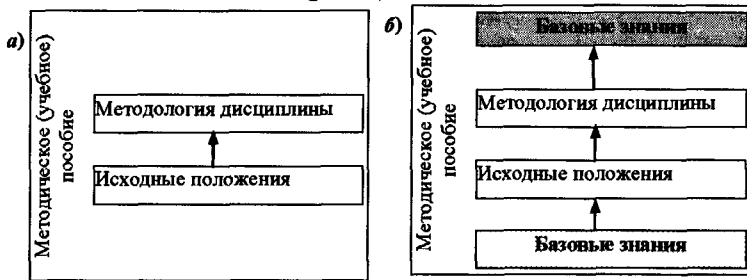 а)
Методическое (учебное)
пособие
Методология дисциплины
Исходные положения
б)
Методическое (учебное)
пособие
Базовые знания
Методология дисциплины
Исходные положения
Базовые знания